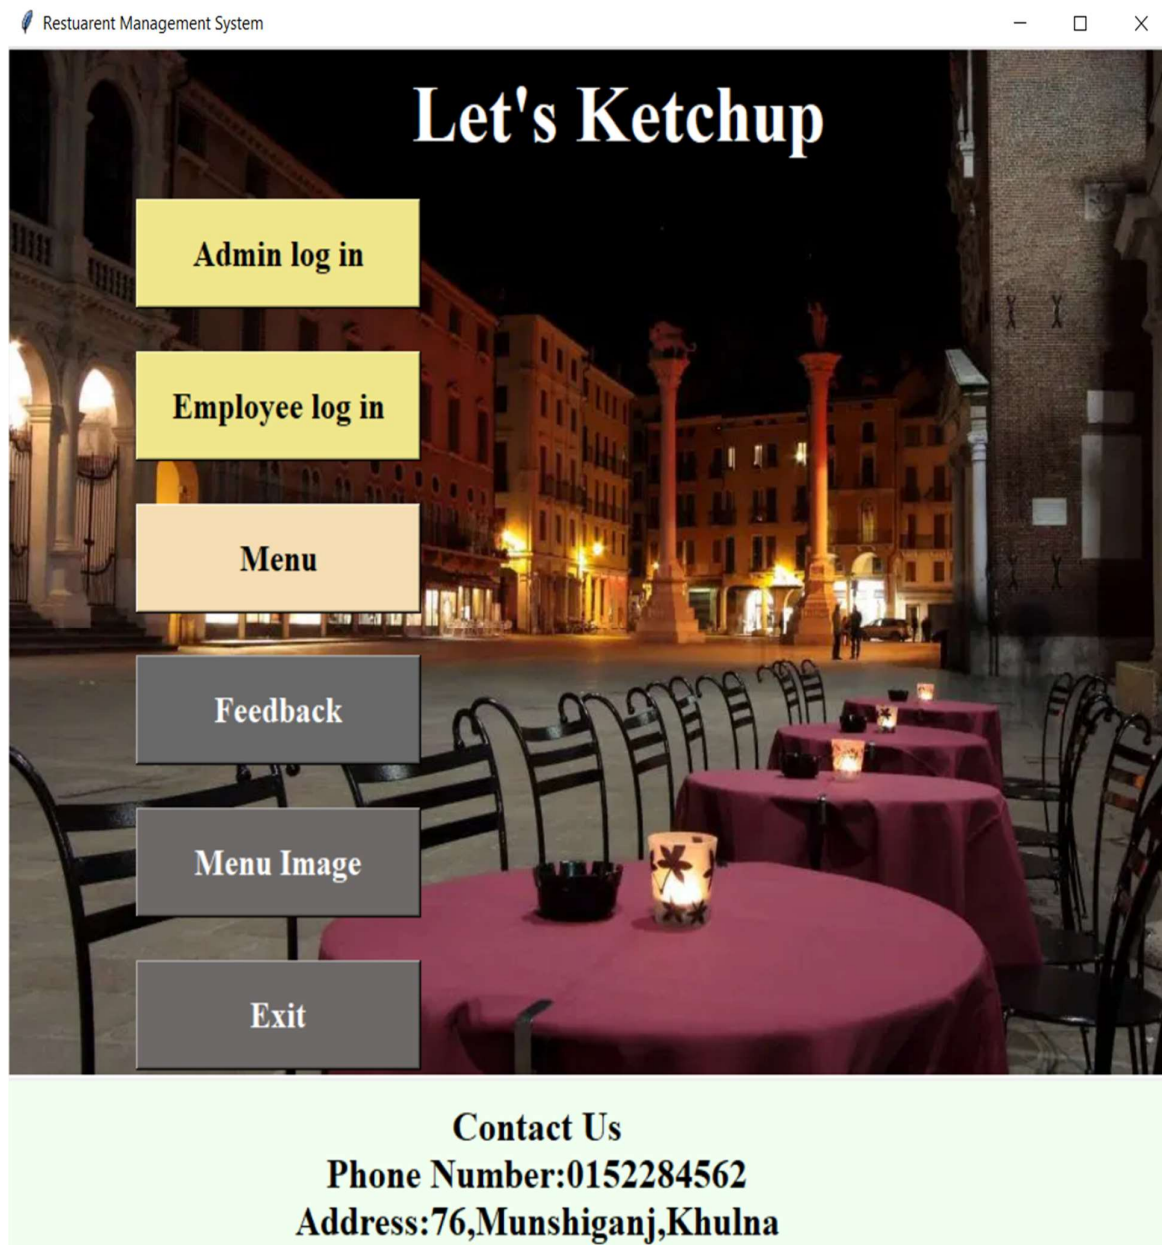 Restuarent Management System
Let's Ketchup
Admin log in
Employee log in
Menu
Feedback
Menu Image
Exit
Contact Us
Phone Number:0152284562
Address:76,Munshiganj,Khulna